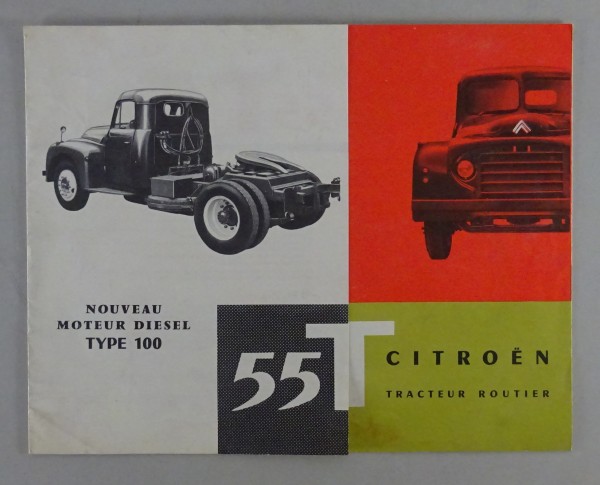 NOUVEAU
MOTEUR DIESEL
TYPE 100
55T
CITROËN
TRACTEUR ROUTIER